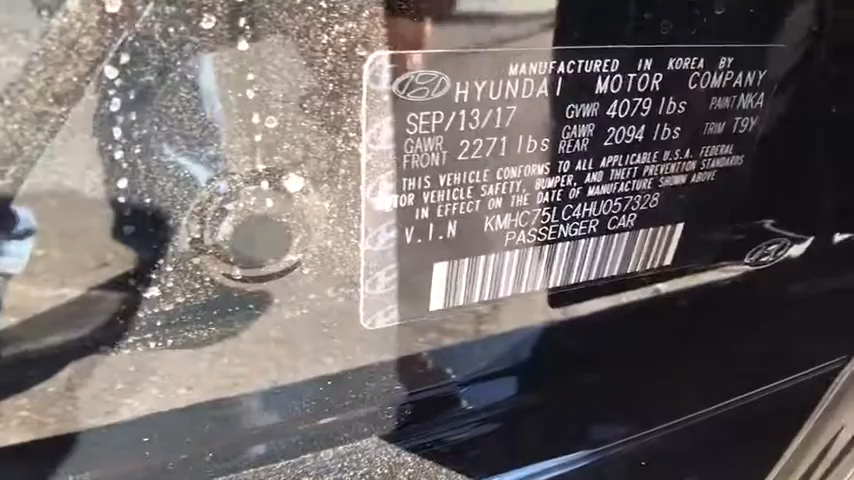 MANUFACTURED IN KOREA BY
HYUNDAI MOTOR COMPANY
SEP/13/17 GVWR 4079 lbs PAINT NKA
GAWR FRONT 2271 lbs GAWR REAR 2094 lbs TRIM T9Y
THIS VEHICLE CONFORMS TO ALL APPLICABLE U.S.A. FEDERAL
MOTOR VEHICLE SAFETY, BUMPER, AND THEFT PREVENTION STANDARDS
IN EFFECT ON THE DATE OF MANUFACTURE SHOWN ABOVE
V.I.N KMHC75LC4HU057328
PASSENGER CAR